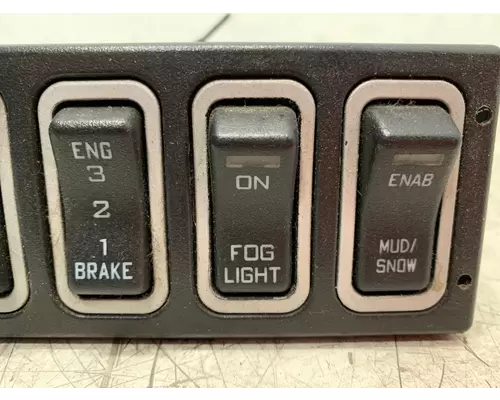 ENG
3
2
1
BRAKE
ON
FOG
LIGHT
ENAB
MUD/
SNOW